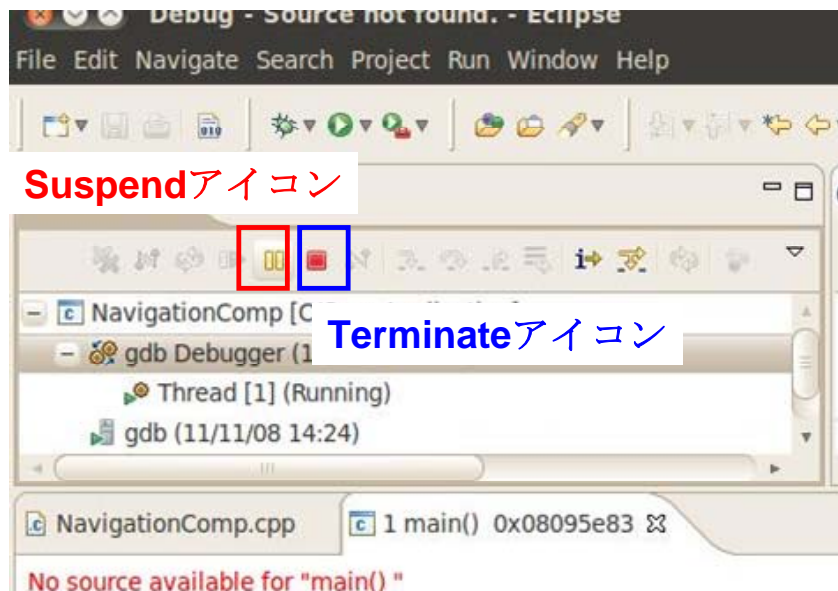 Debug - Source not found. - Eclipse
File Edit Navigate Search Project Run Window Help
Suspendアイコン
NavigationComp [C
Terminateアイコン
gdb Debugger (1
Thread [1] (Running)
gdb (11/11/08 14:24)
NavigationComp.cpp
1 main() 0x08095e83
No source available for "main() "